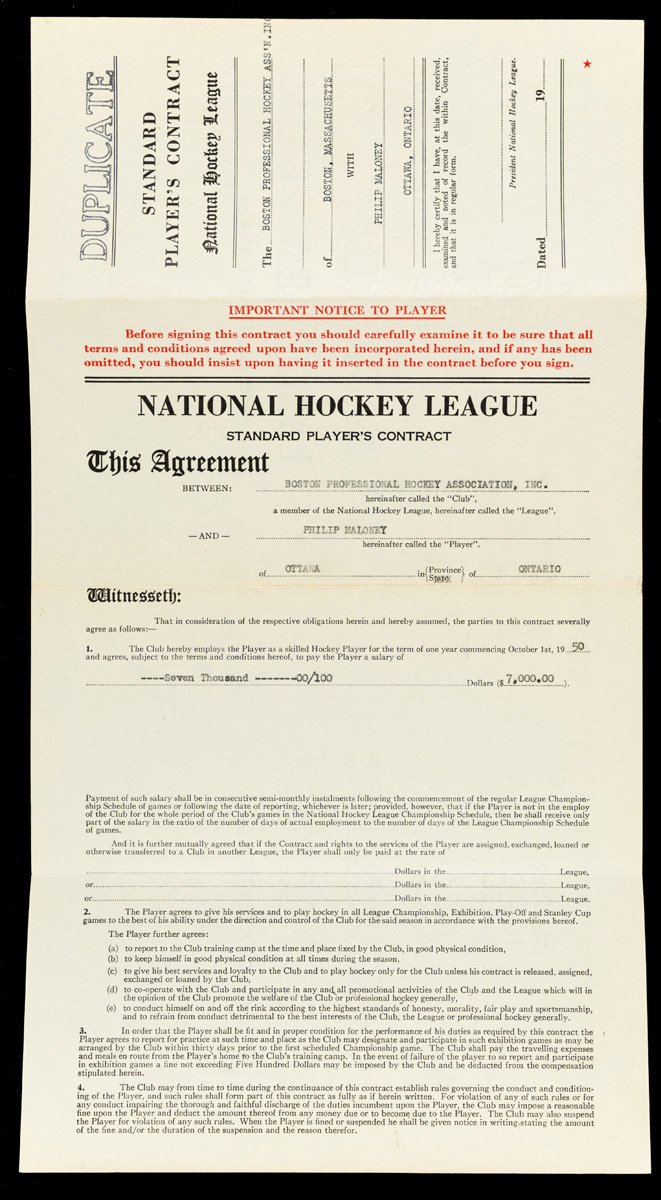 DUPLICATE
STANDARD
PLAYER'S CONTRACT
National Hockey League
The BOSTON PROFESSIONAL HOCKEY ASS'N.INC
of BOSTON, MASSACHUSETTS
WITH
PHILIP MALONEY
OTTAWA, ONTARIO
I hereby certify that I have, at this date, received,
examined and noted of record the within Contract,
and that it is in regular form.
President National Hockey League.
Dated 19
IMPORTANT NOTICE TO PLAYER
Before signing this contract you should carefully examine it to be sure that all
terms and conditions agreed upon have been incorporated herein, and if any has been
omitted, you should insist upon having it inserted in the contract before you sign.
NATIONAL HOCKEY LEAGUE
STANDARD PLAYER'S CONTRACT
This Agreement
BETWEEN: BOSTON PROFESSIONAL HOCKEY ASSOCIATION, INC.
hereinafter called the "Club",
a member of the National Hockey League, hereinafter called the "League".
— AND — PHILIP MALONEY
hereinafter called the "Player".
of OTTAWA in {Province State} of ONTARIO
Witnesseth:
That in consideration of the respective obligations herein and hereby assumed, the parties to this contract severally
agree as follows:—
1. The Club hereby employs the Player as a skilled Hockey Player for the term of one year commencing October 1st, 19 50
and agrees, subject to the terms and conditions hereof, to pay the Player a salary of
----Seven Thousand -------00/100 Dollars ($ 7,000.00 ).
Payment of such salary shall be in consecutive semi-monthly instalments following the commencement of the regular League Champion-
ship Schedule of games or following the date of reporting, whichever is later; provided, however, that if the Player is not in the employ
of the Club for the whole period of the Club's games in the National Hockey League Championship Schedule, then he shall receive only
part of the salary in the ratio of the number of days of actual employment to the number of days of the League Championship Schedule
of games.
And it is further mutually agreed that if the Contract and rights to the services of the Player are assigned, exchanged, loaned or
otherwise transferred to a Club in another League, the Player shall only be paid at the rate of
Dollars in the League,
or Dollars in the League,
or Dollars in the League.
2. The Player agrees to give his services and to play hockey in all League Championship, Exhibition, Play-Off and Stanley Cup
games to the best of his ability under the direction and control of the Club for the said season in accordance with the provisions hereof.
The Player further agrees:
(a) to report to the Club training camp at the time and place fixed by the Club, in good physical condition,
(b) to keep himself in good physical condition at all times during the season,
(c) to give his best services and loyalty to the Club and to play hockey only for the Club unless his contract is released, assigned,
exchanged or loaned by the Club,
(d) to co-operate with the Club and participate in any and all promotional activities of the Club and the League which will in
the opinion of the Club promote the welfare of the Club or professional hockey generally,
(e) to conduct himself on and off the rink according to the highest standards of honesty, morality, fair play and sportsmanship,
and to refrain from conduct detrimental to the best interests of the Club, the League or professional hockey generally.
3. In order that the Player shall be fit and in proper condition for the performance of his duties as required by this contract the
Player agrees to report for practice at such time and place as the Club may designate and participate in such exhibition games as may be
arranged by the Club within thirty days prior to the first scheduled Championship game. The Club shall pay the travelling expenses
and meals en route from the Player's home to the Club's training camp. In the event of failure of the player to so report and participate
in exhibition games a fine not exceeding Five Hundred Dollars may be imposed by the Club and be deducted from the compensation
stipulated herein.
4. The Club may from time to time during the continuance of this contract establish rules governing the conduct and condition-
ing of the Player, and such rules shall form part of this contract as fully as if herein written. For violation of any of such rules or for
any conduct impairing the thorough and faithful discharge of the duties incumbent upon the Player, the Club may impose a reasonable
fine upon the Player and deduct the amount thereof from any money due or to become due to the Player. The Club may also suspend
the Player for violation of any such rules. When the Player is fined or suspended he shall be given notice in writing stating the amount
of the fine and/or the duration of the suspension and the reason therefor.